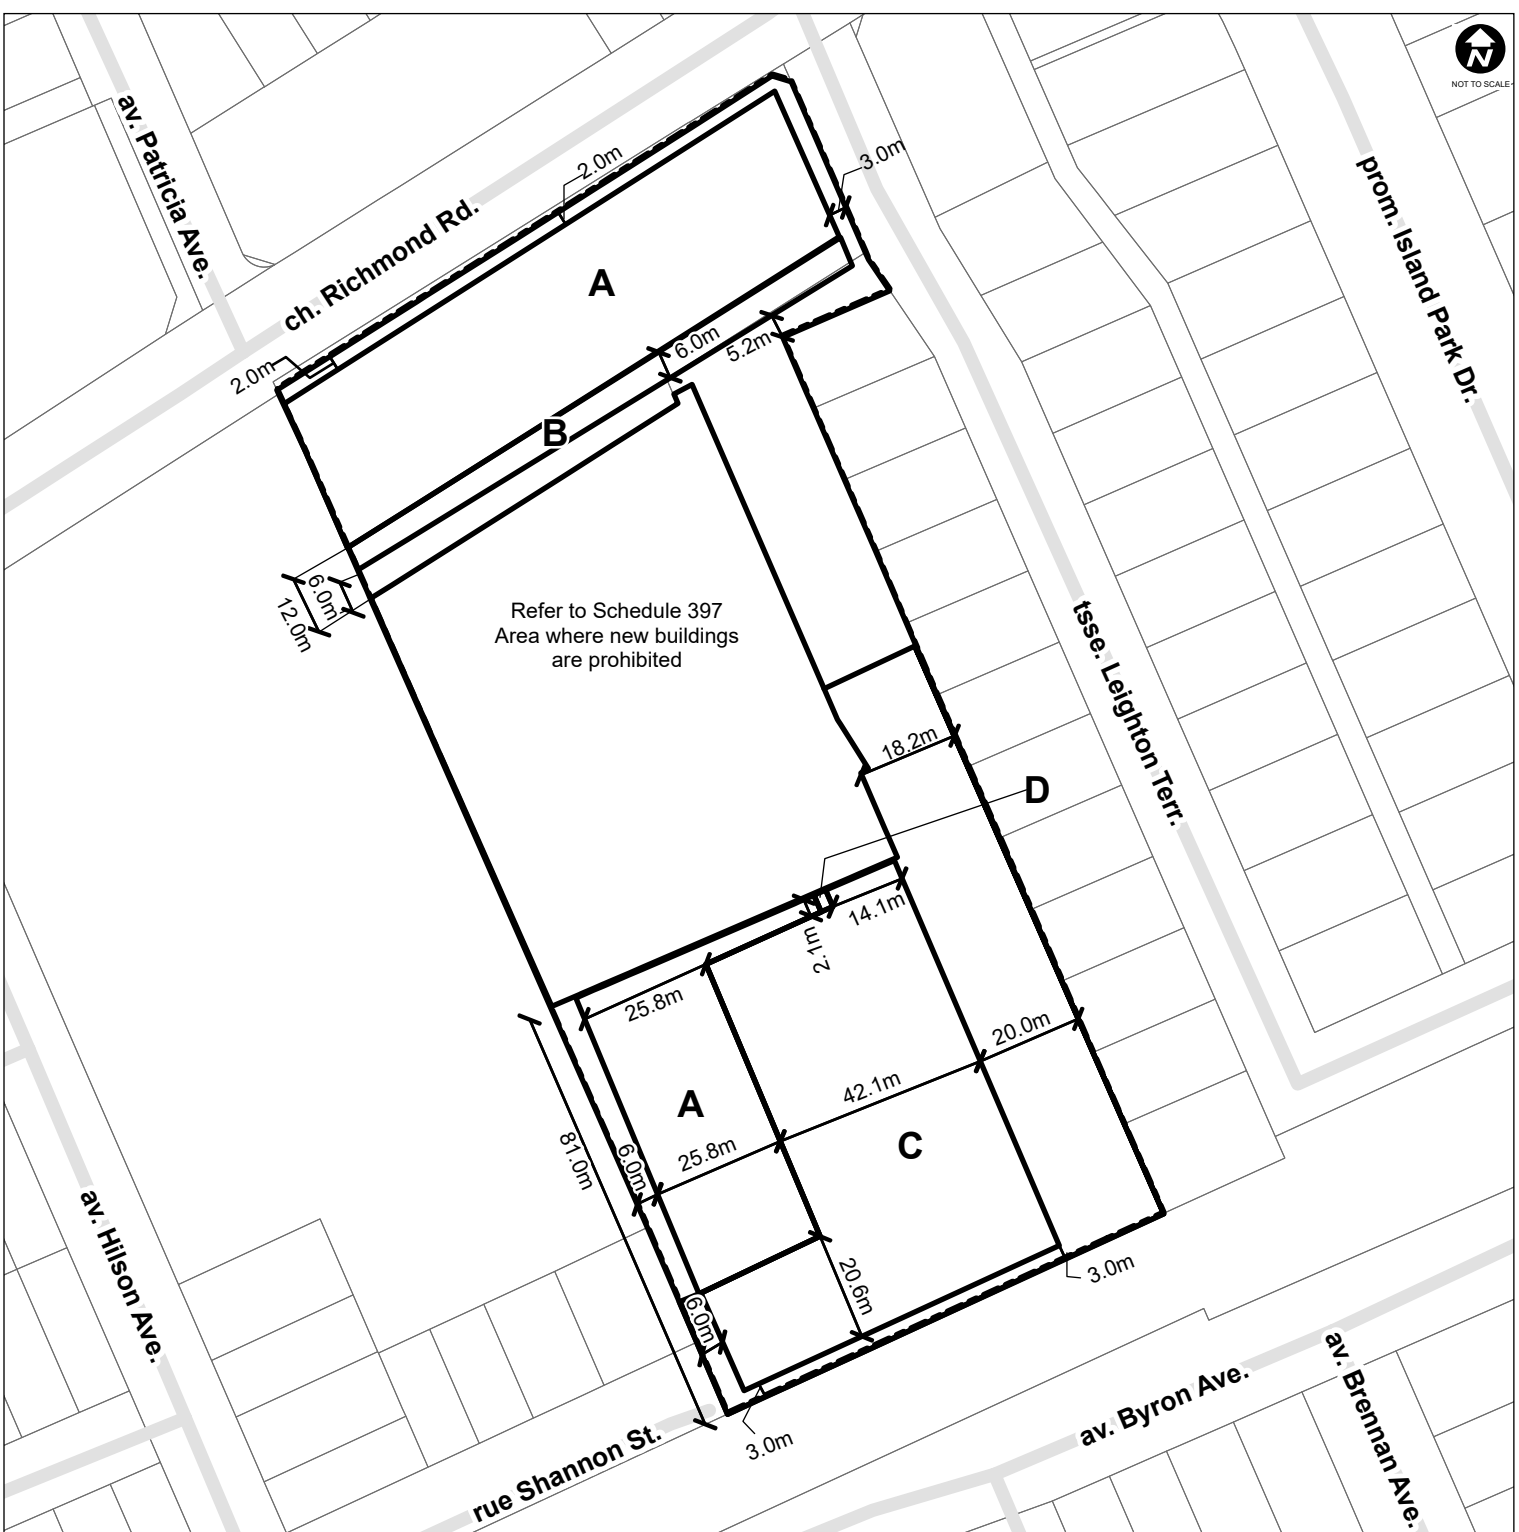 N
NOT TO SCALE
av. Patricia Ave.
ch. Richmond Rd.
2.0m
3.0m
prom. Island Park Dr.
A
2.0m
6.0m
5.2m
B
6.0m
12.0m
Refer to Schedule 397
Area where new buildings
are prohibited
tsse. Leighton Terr.
18.2m
D
14.1m
2.1m
25.8m
20.0m
42.1m
A
C
81.0m
6.0m
25.8m
av. Hilson Ave.
20.6m
3.0m
6.0m
3.0m
rue Shannon St.
av. Byron Ave.
av. Brennan Ave.